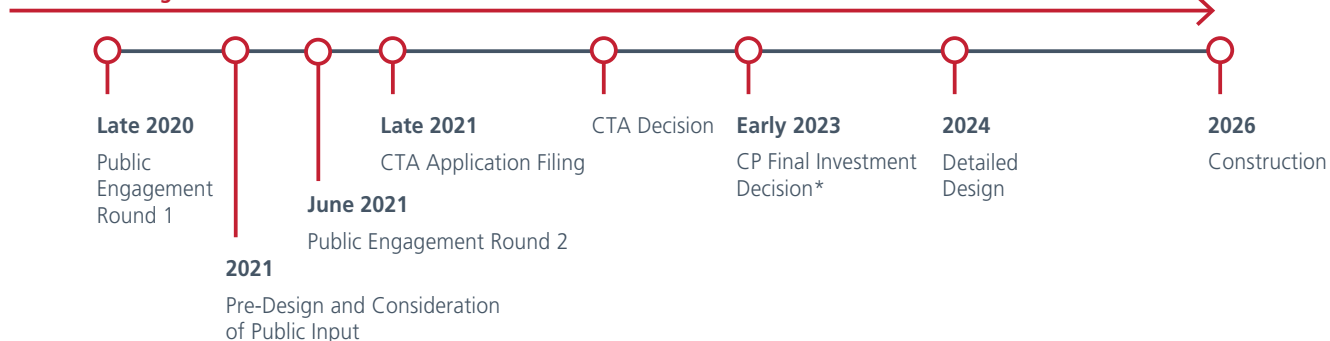 Late 2020
Public
Engagement
Round 1
2021
Pre-Design and Consideration
of Public Input
June 2021
Public Engagement Round 2
Late 2021
CTA Application Filing
CTA Decision
Early 2023
CP Final Investment
Decision*
2024
Detailed
Design
2026
Construction